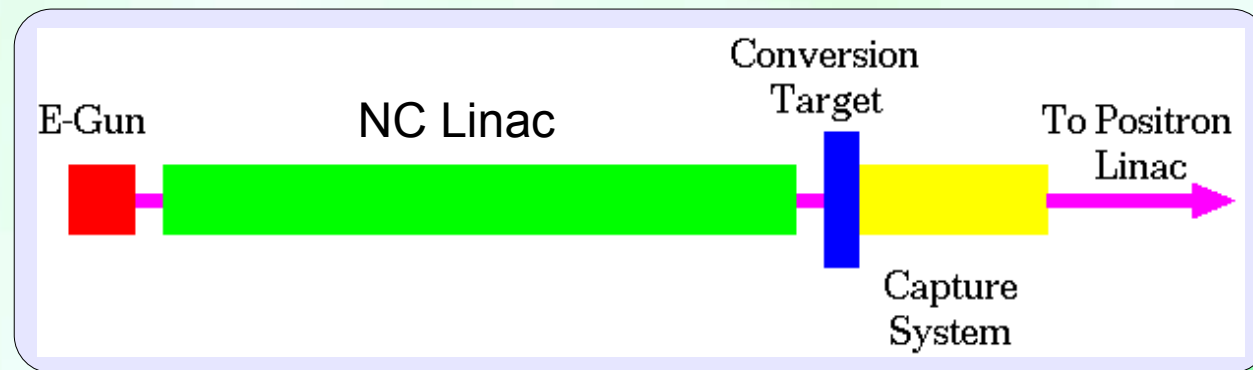 E-Gun
NC Linac
Conversion
Target
To Positron
Linac
Capture
System